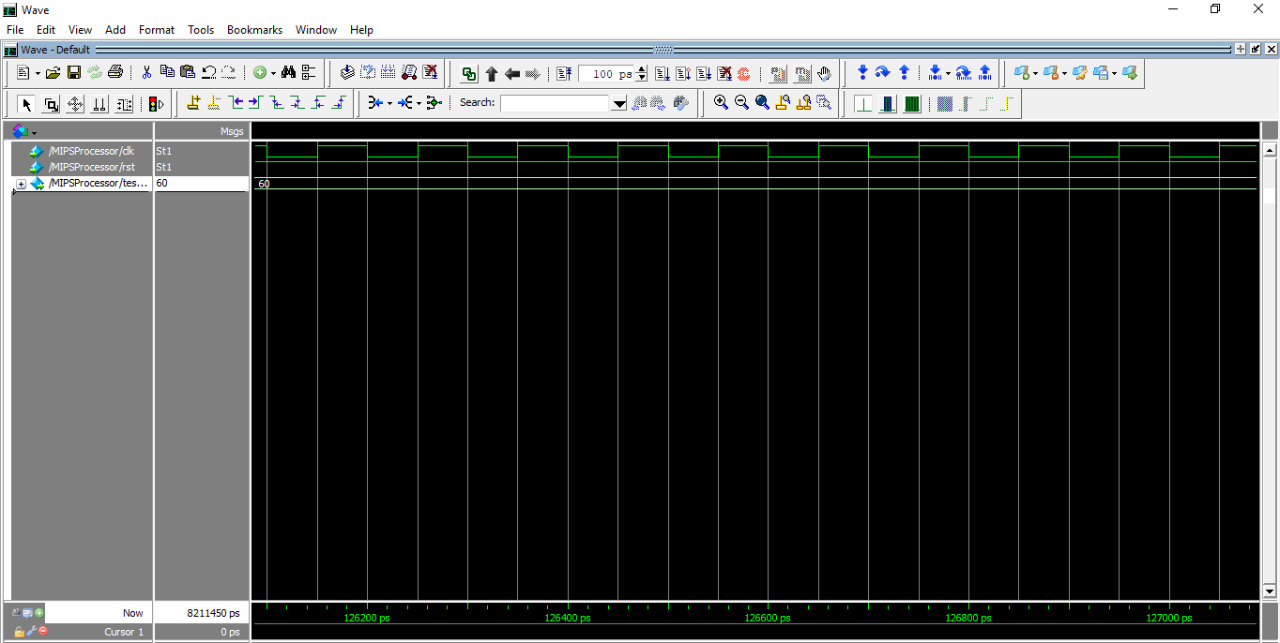 Wave
File Edit View Add Format Tools Bookmarks Window Help
Wave - Default
100 ps
Search:
Msgs
/MIPSProcessor/clk St1
/MIPSProcessor/rst St1
/MIPSProcessor/tes... 60 60
Now 8211450 ps 126200 ps 126400 ps 126600 ps 126800 ps 127000 ps
Cursor 1 0 ps